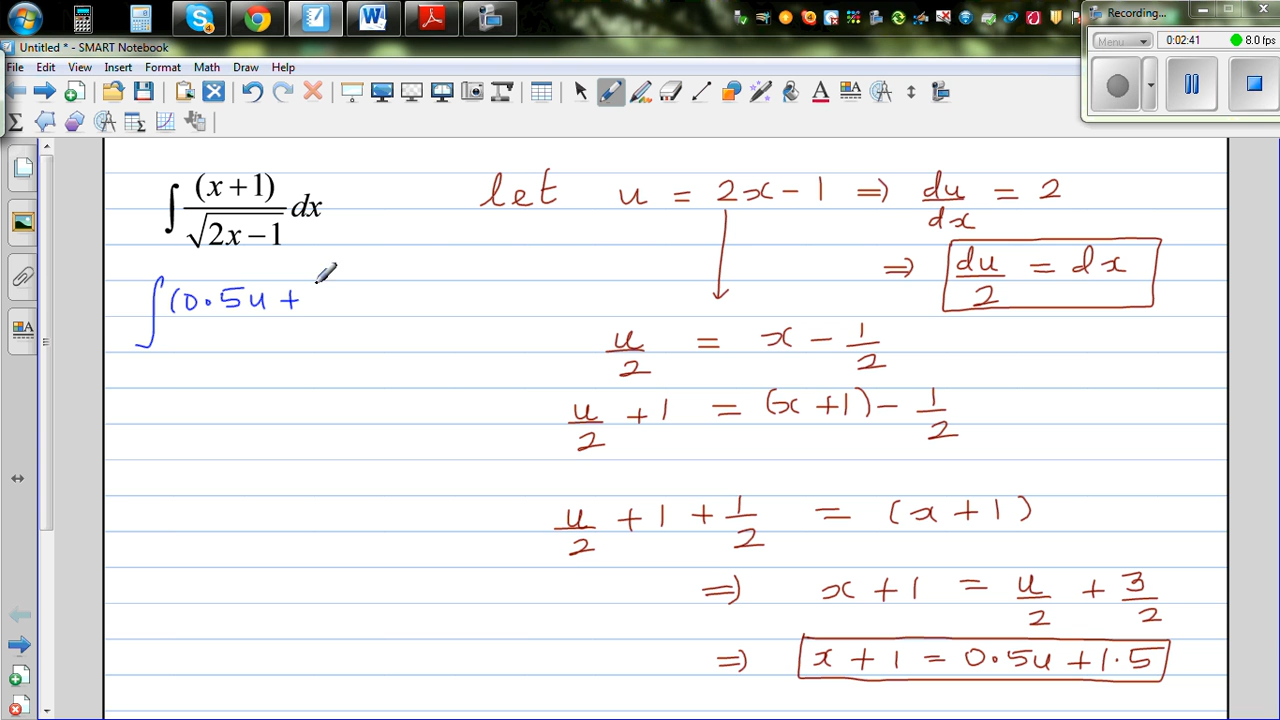 Recording...
Menu
0:02:41
8.0 fps
Untitled * - SMART Notebook
File Edit View Insert Format Math Draw Help
∫ (x+1)/√(2x−1) dx
let u = 2x − 1 ⇒ du/dx = 2
⇒ du/2 = dx
∫(0.5u +
u/2 = x − 1/2
u/2 + 1 = (x + 1) − 1/2
u/2 + 1 + 1/2 = (x + 1)
⇒ x + 1 = u/2 + 3/2
⇒ x + 1 = 0.5u + 1.5